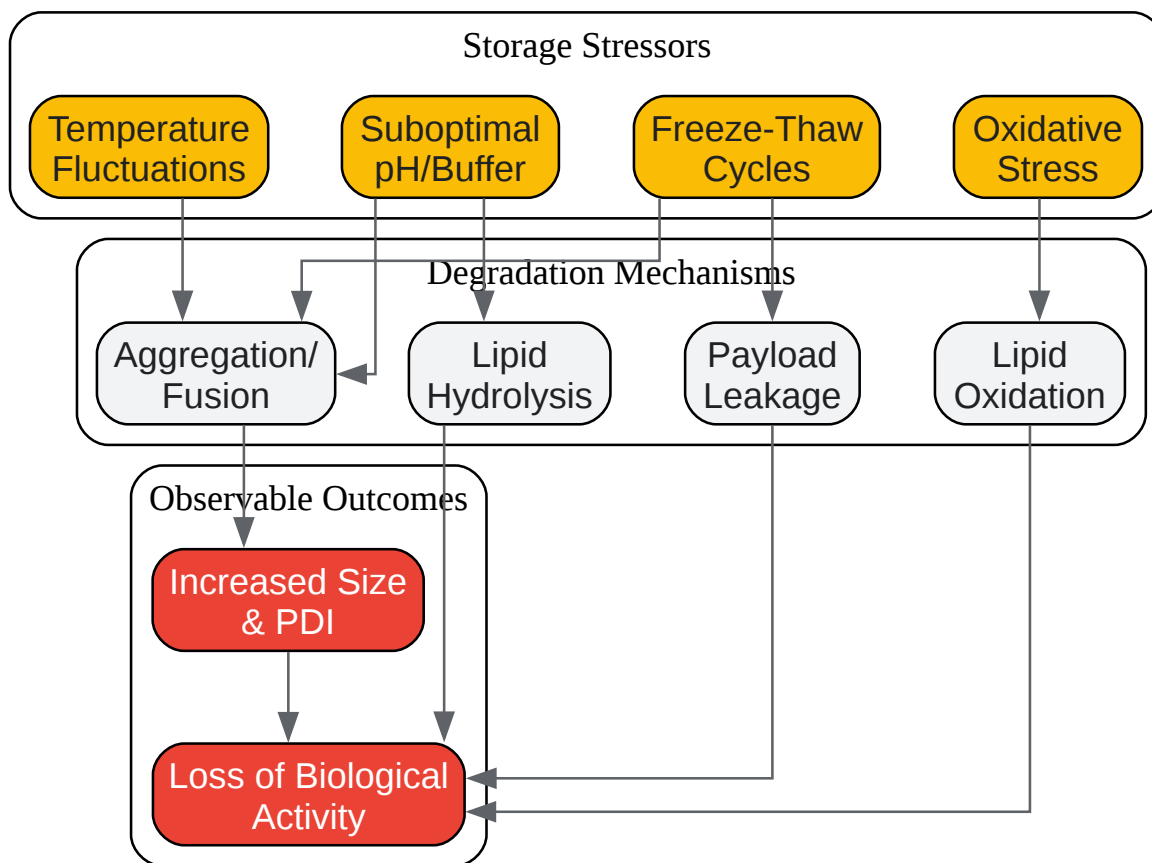 Storage Stressors
Temperature
Fluctuations
Suboptimal
pH/Buffer
Freeze-Thaw
Cycles
Oxidative
Stress
Degradation Mechanisms
Aggregation/
Fusion
Lipid
Hydrolysis
Payload
Leakage
Lipid
Oxidation
Observable Outcomes
Increased Size
& PDI
Loss of Biological
Activity